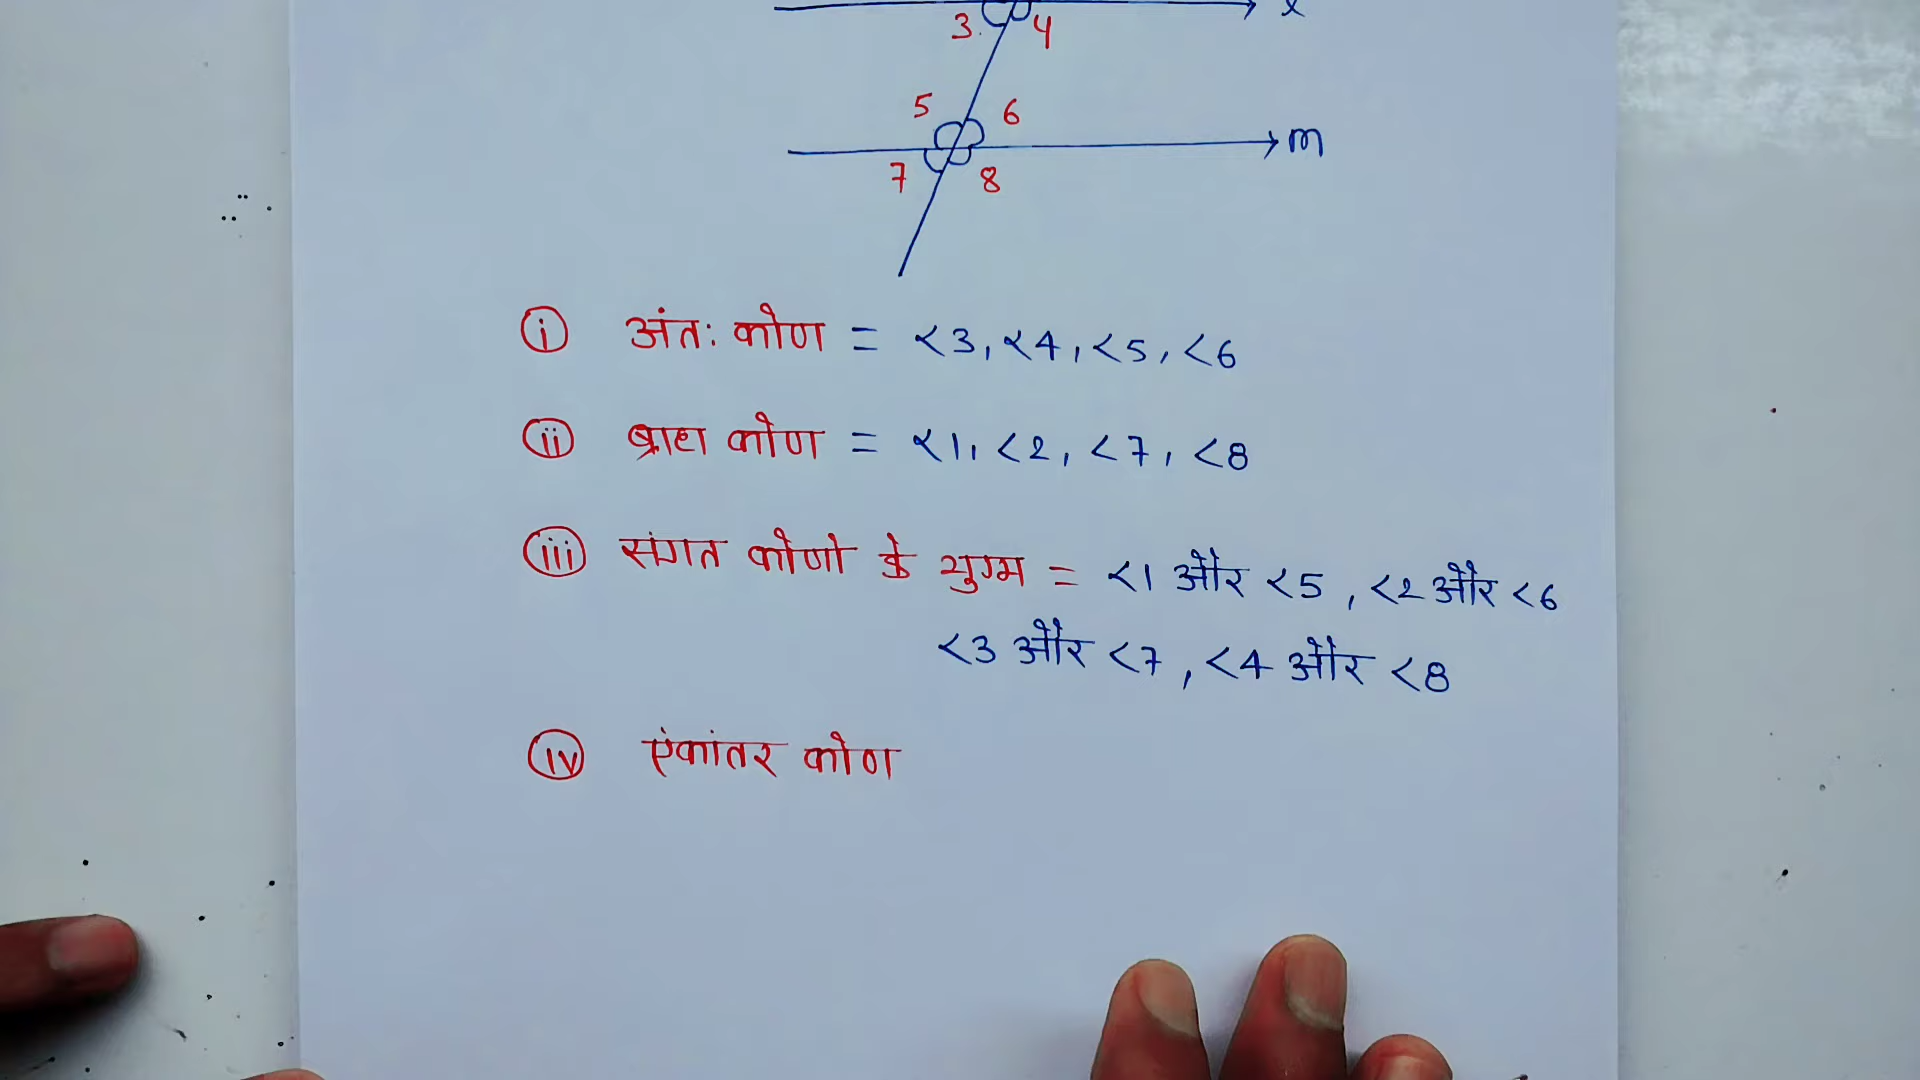 l
3. 4
5 6
m
7 8
(i) अंतः कोण = <3, <4, <5, <6
(ii) ब्राह्य कोण = <1, <2, <7, <8
(iii) संगत कोणो के युग्म = <1 और <5, <2 और <6
<3 और <7, <4 और <8
(iv) एंकांतर कोण